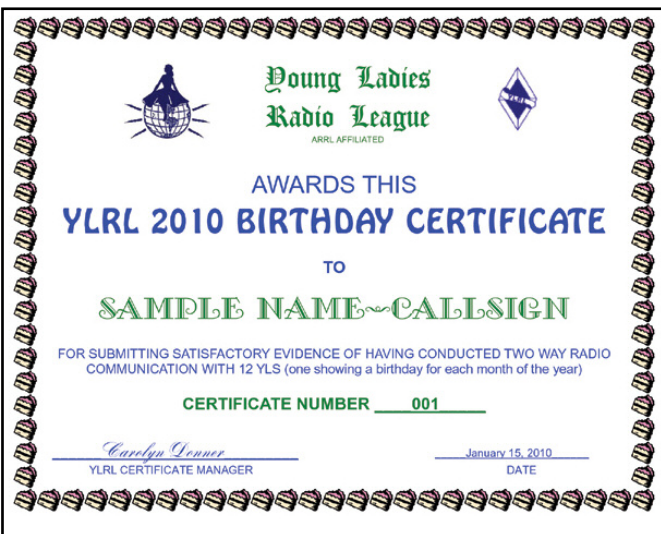 Young Ladies
Radio League
ARRL AFFILIATED
YLRL
AWARDS THIS
YLRL 2010 BIRTHDAY CERTIFICATE
TO
SAMPLE NAME~CALLSIGN
FOR SUBMITTING SATISFACTORY EVIDENCE OF HAVING CONDUCTED TWO WAY RADIO
COMMUNICATION WITH 12 YLS (one showing a birthday for each month of the year)
CERTIFICATE NUMBER 001
Carolyn Donner January 15, 2010
YLRL CERTIFICATE MANAGER DATE